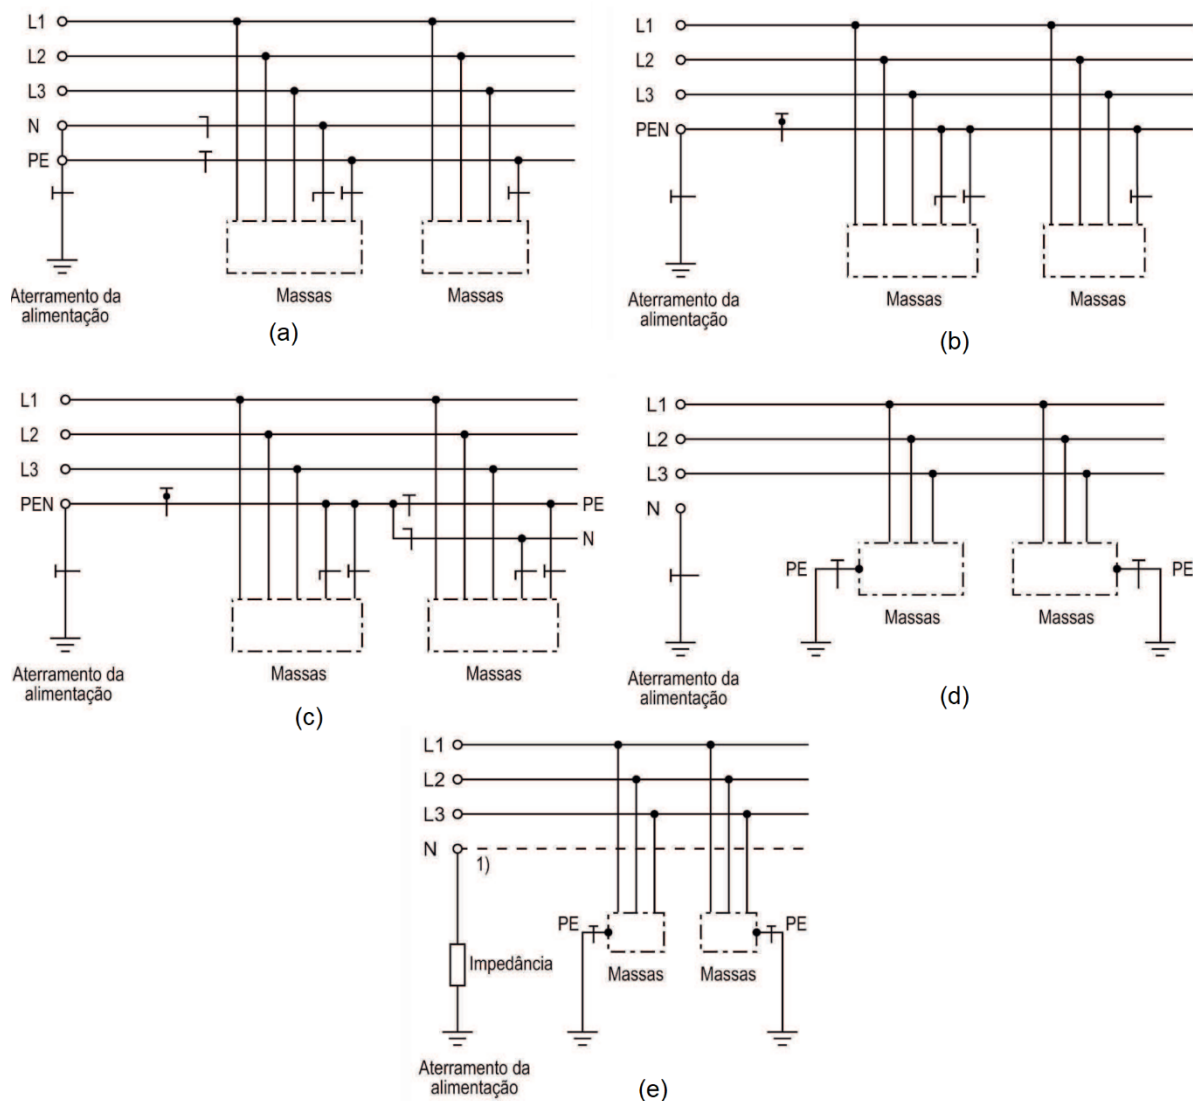 L1
L2
L3
N
PE
Massas
Massas
Aterramento da
alimentação
(a)
L1
L2
L3
PEN
Massas
Massas
Aterramento da
alimentação
(b)
L1
L2
L3
PEN
PE
N
Massas
Massas
Aterramento da
alimentação
(c)
L1
L2
L3
N
PE
PE
Massas
Massas
Aterramento da
alimentação
(d)
L1
L2
L3
N
1)
PE
PE
Impedância
Massas
Massas
Aterramento da
alimentação
(e)